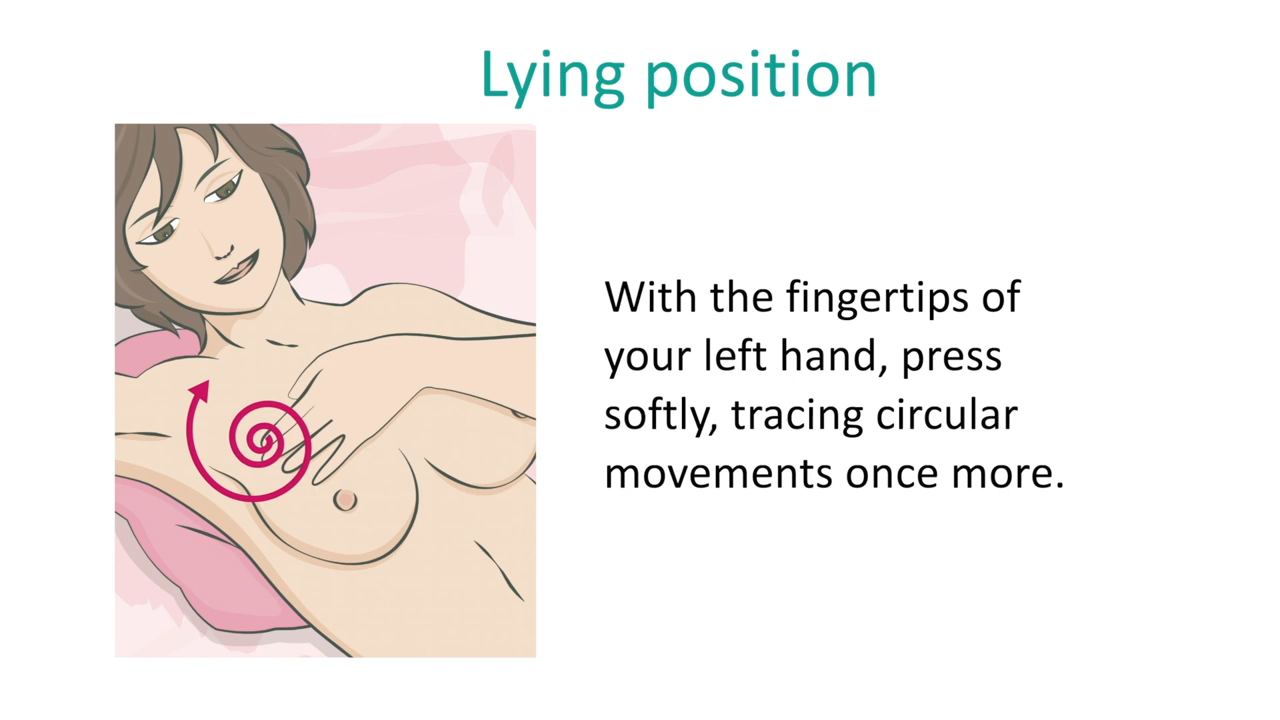 Lying position
With the fingertips of
your left hand, press
softly, tracing circular
movements once more.